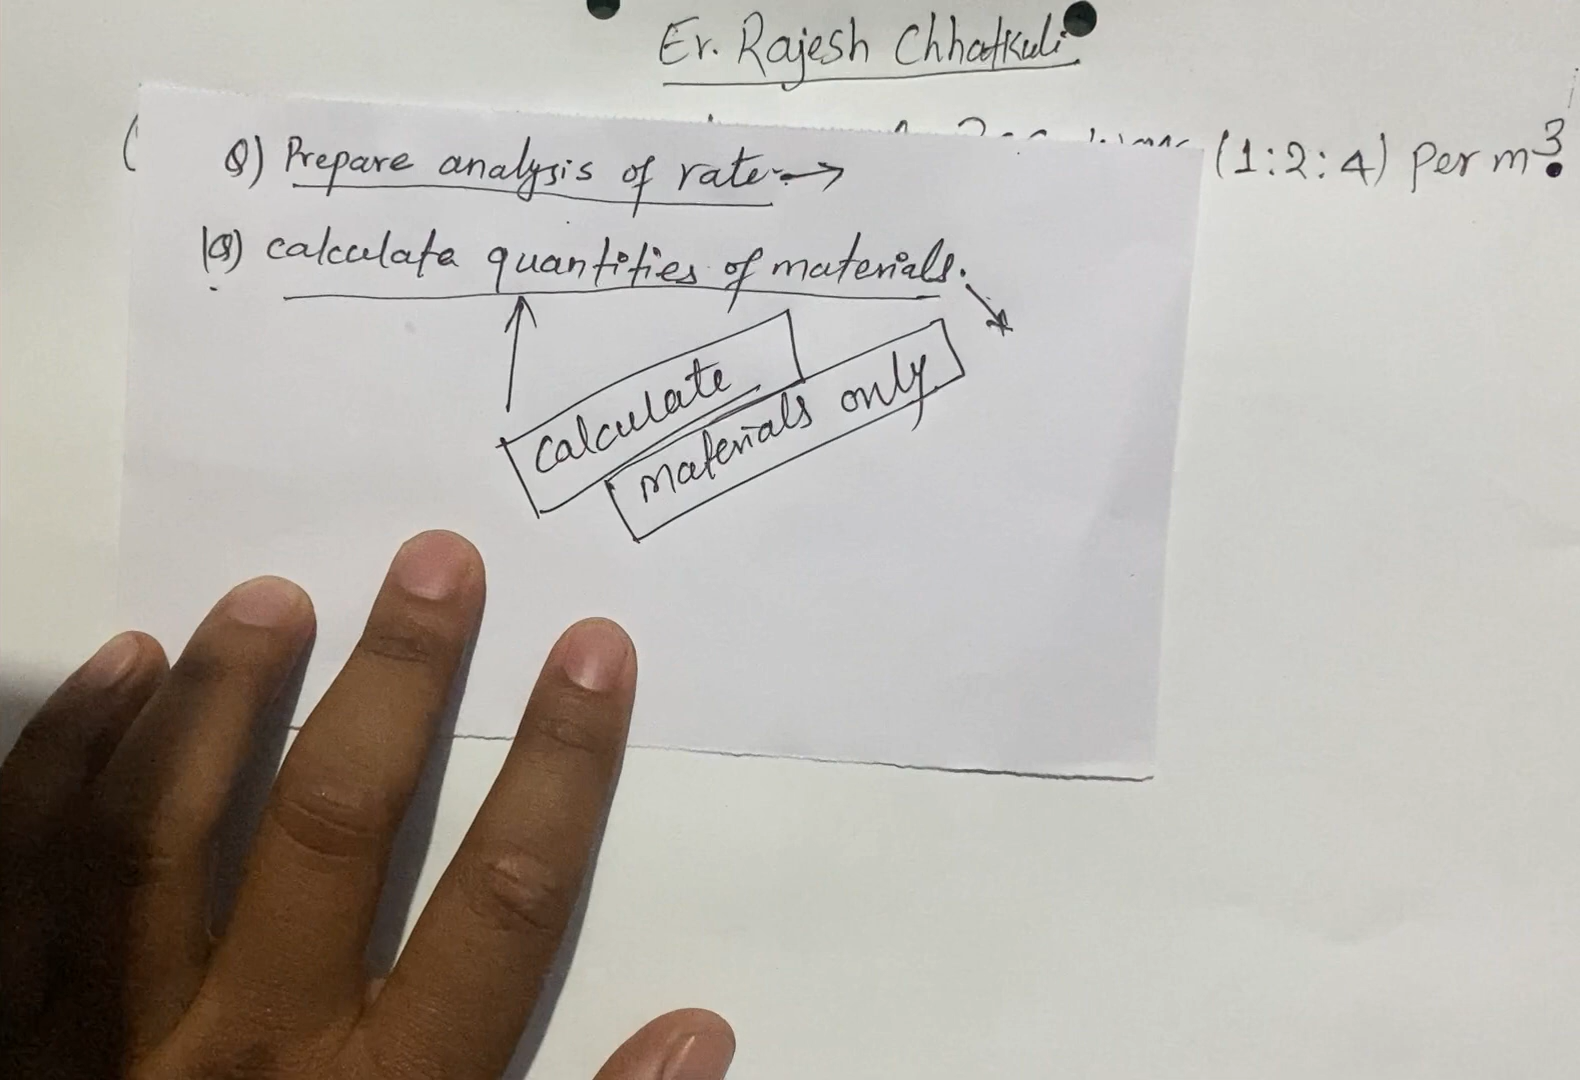 Er. Rajesh Chhatkuli
(1:2:4) Per m3.
Q) Prepare analysis of rate →
Q) calculate quantities of materials.
calculate
materials only